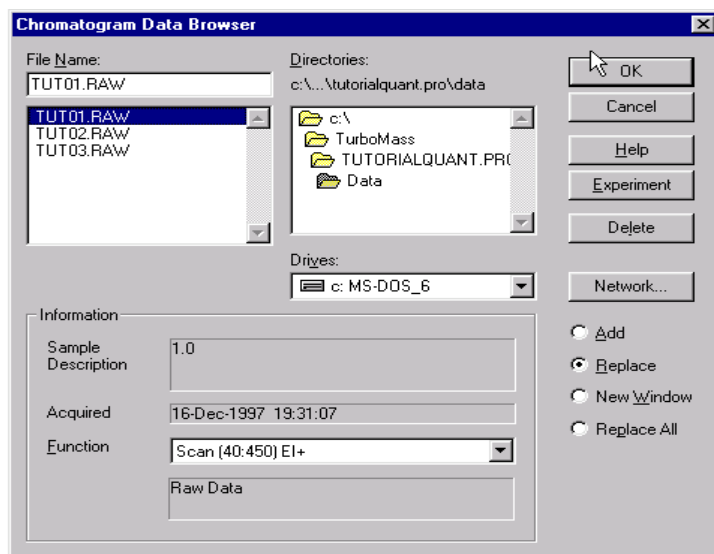 Chromatogram Data Browser
File Name:
TUT01.RAW
TUT01.RAW
TUT02.RAW
TUT03.RAW
Directories:
c:\...\tutorialquant.pro\data
c:\
TurboMass
TUTORIALQUANT.PR
Data
Drives:
c: MS-DOS_6
OK
Cancel
Help
Experiment
Delete
Network...
Add
Replace
New Window
Replace All
Information
Sample Description
1.0
Acquired
16-Dec-1997 19:31:07
Function
Scan (40:450) EI+
Raw Data